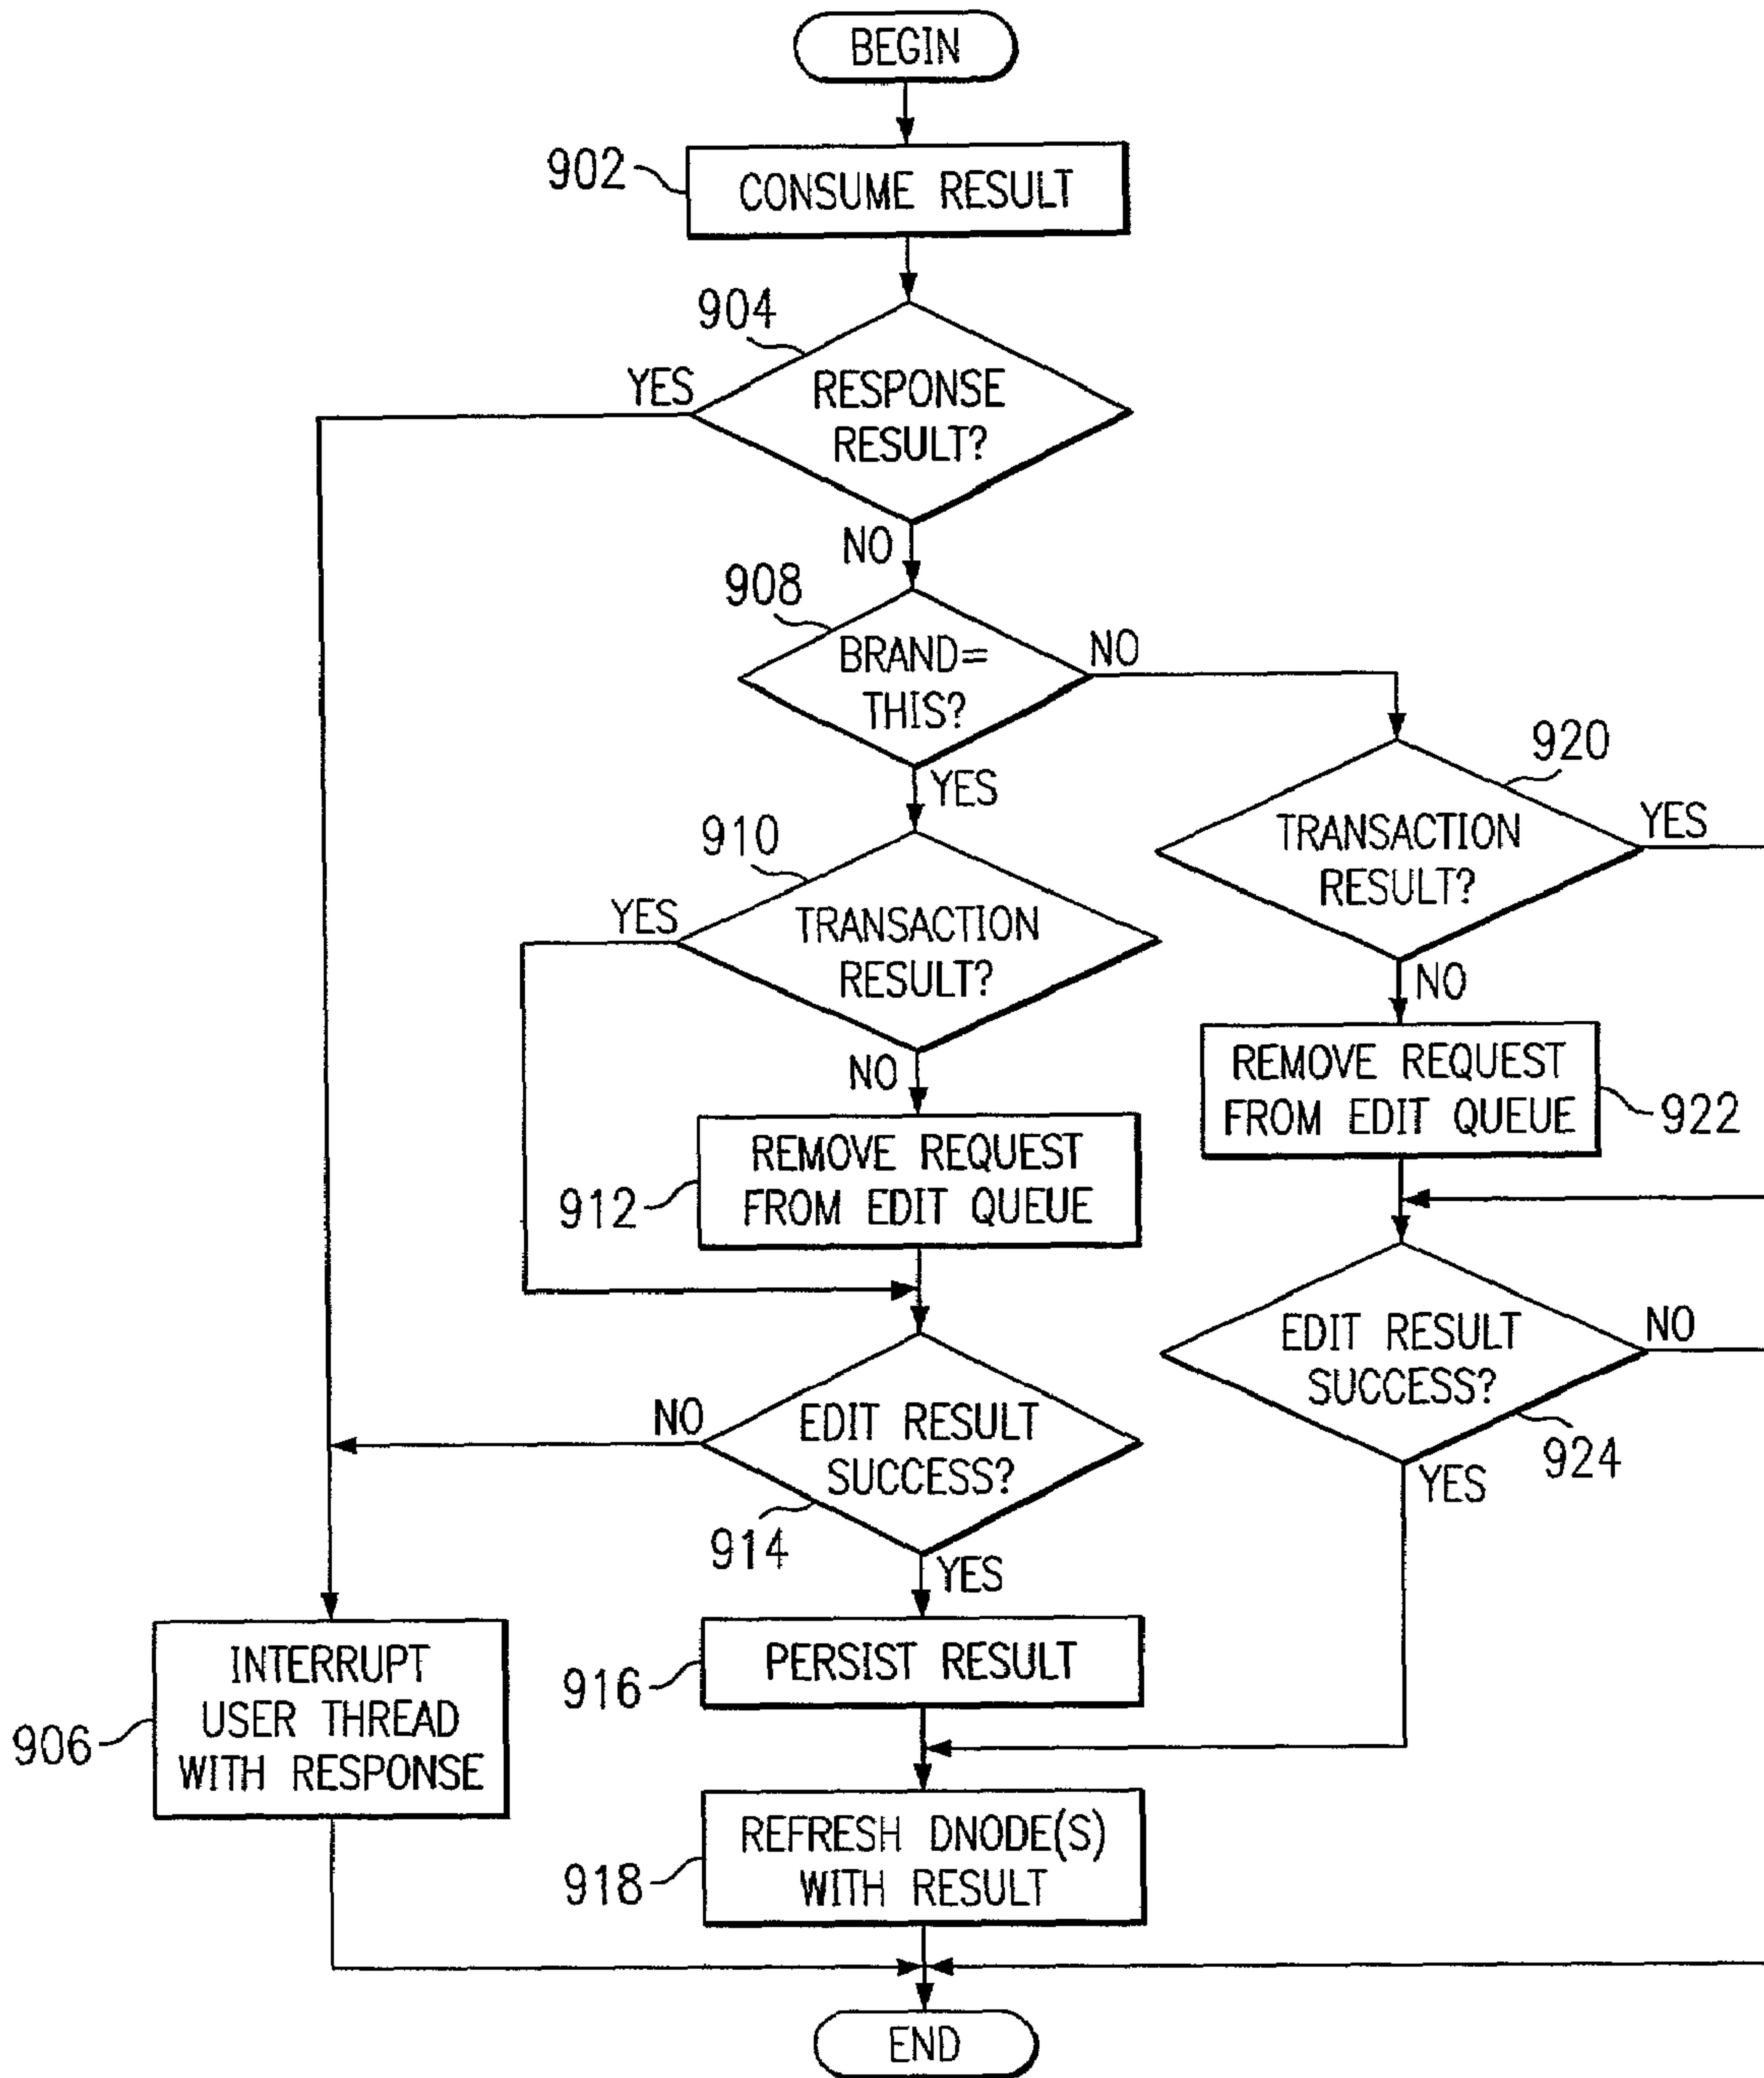 BEGIN
902
CONSUME RESULT
904
YES
RESPONSE
RESULT?
NO
908
BRAND=
THIS?
NO
YES
920
TRANSACTION
RESULT?
YES
NO
910
YES
TRANSACTION
RESULT?
NO
REMOVE REQUEST
FROM EDIT QUEUE
922
REMOVE REQUEST
FROM EDIT QUEUE
912
EDIT RESULT
SUCCESS?
NO
924
YES
NO
EDIT RESULT
SUCCESS?
914
YES
INTERRUPT
USER THREAD
WITH RESPONSE
906
PERSIST RESULT
916
REFRESH DNODE(S)
WITH RESULT
918
END